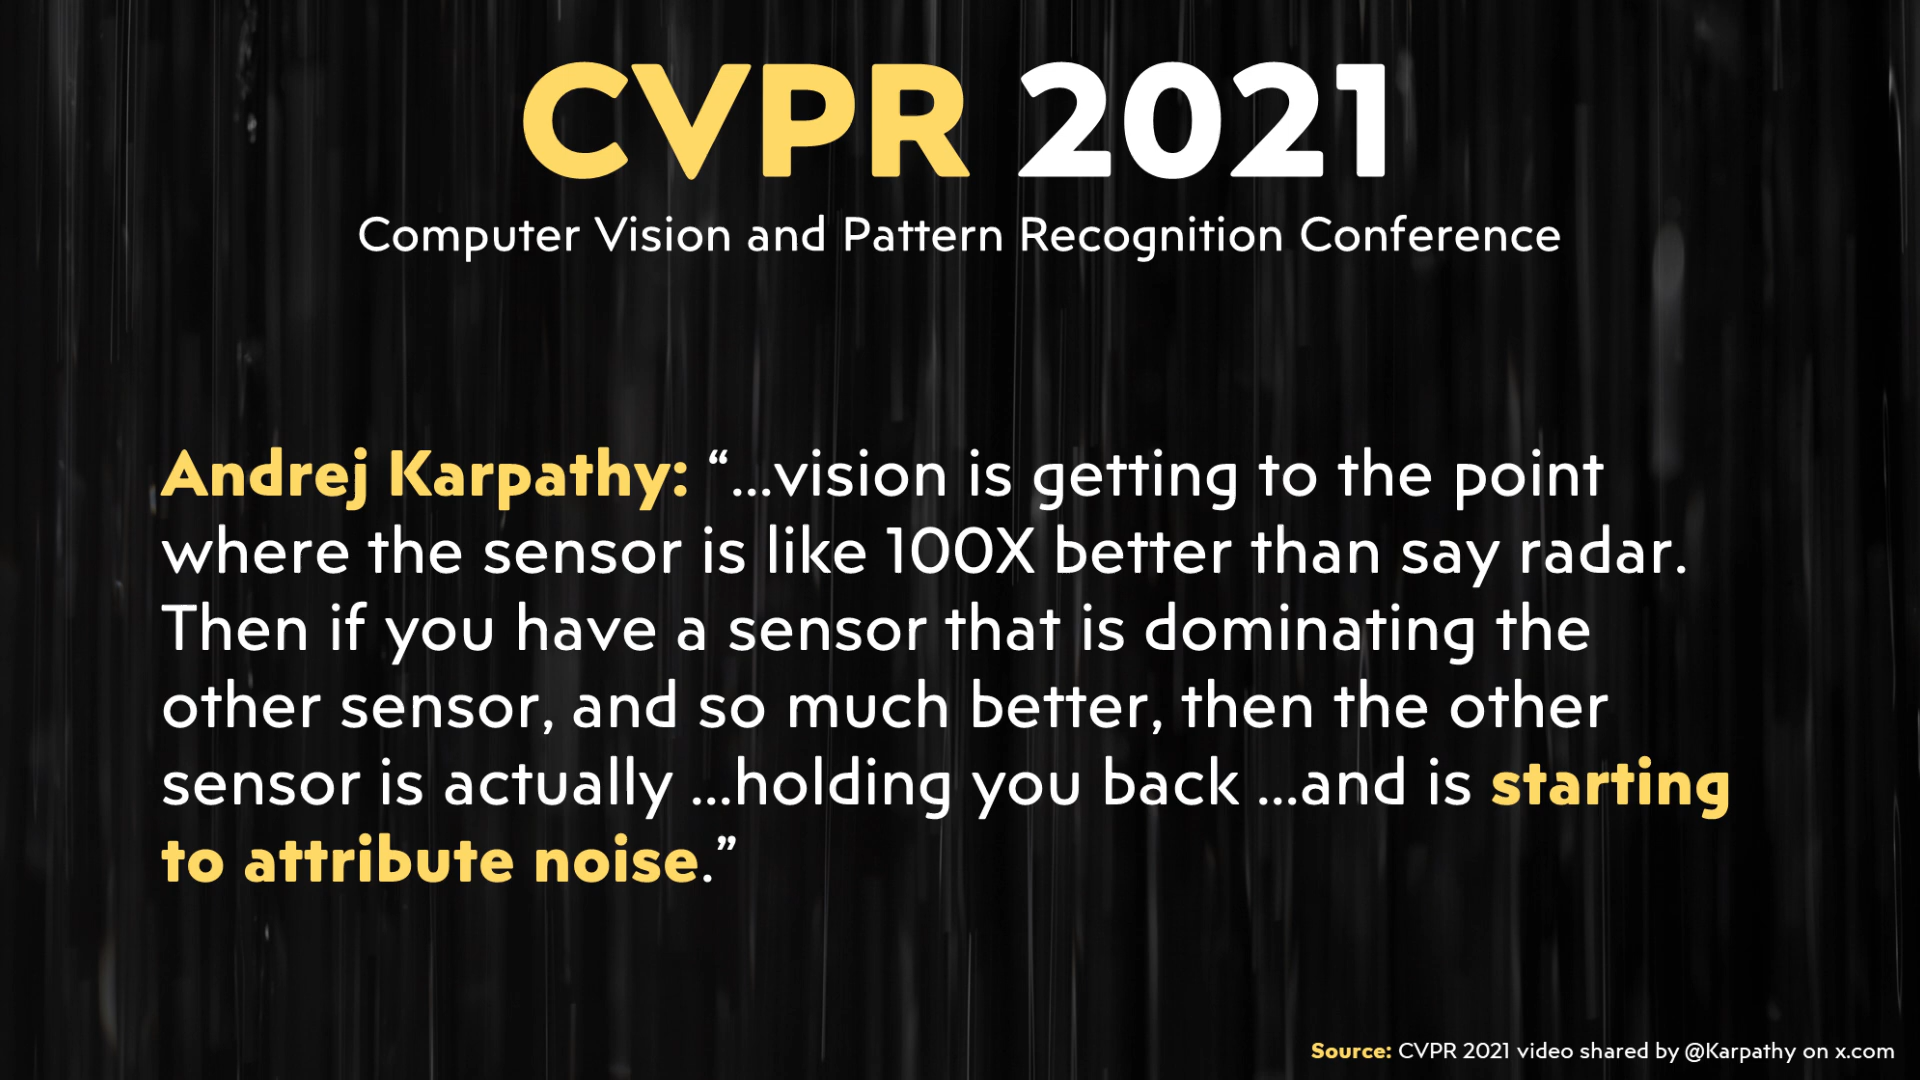 CVPR 2021
Computer Vision and Pattern Recognition Conference
Andrej Karpathy: “...vision is getting to the point
where the sensor is like 100X better than say radar.
Then if you have a sensor that is dominating the
other sensor, and so much better, then the other
sensor is actually ...holding you back ...and is starting
to attribute noise.”
Source: CVPR 2021 video shared by @Karpathy on x.com